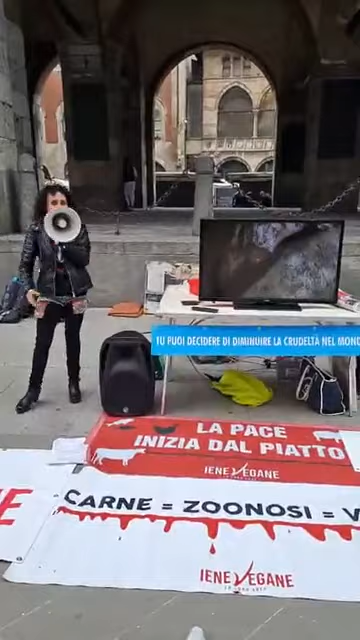 TU PUOI DECIDERE DI DIMINUIRE LA CRUDELTÀ NEL MON
LA PACE
INIZIA DAL PIATTO
IENE VEGANE
CARNE = ZOONOSI = V
IENE VEGANE